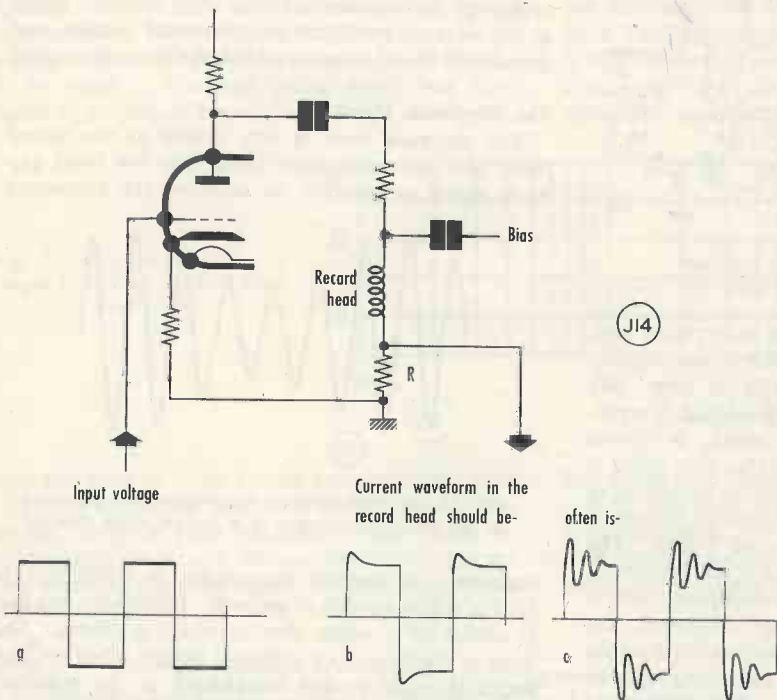 Bias
Record
head
J14
R
Input voltage
Current waveform in the
record head should be-
often is-
a
b
c